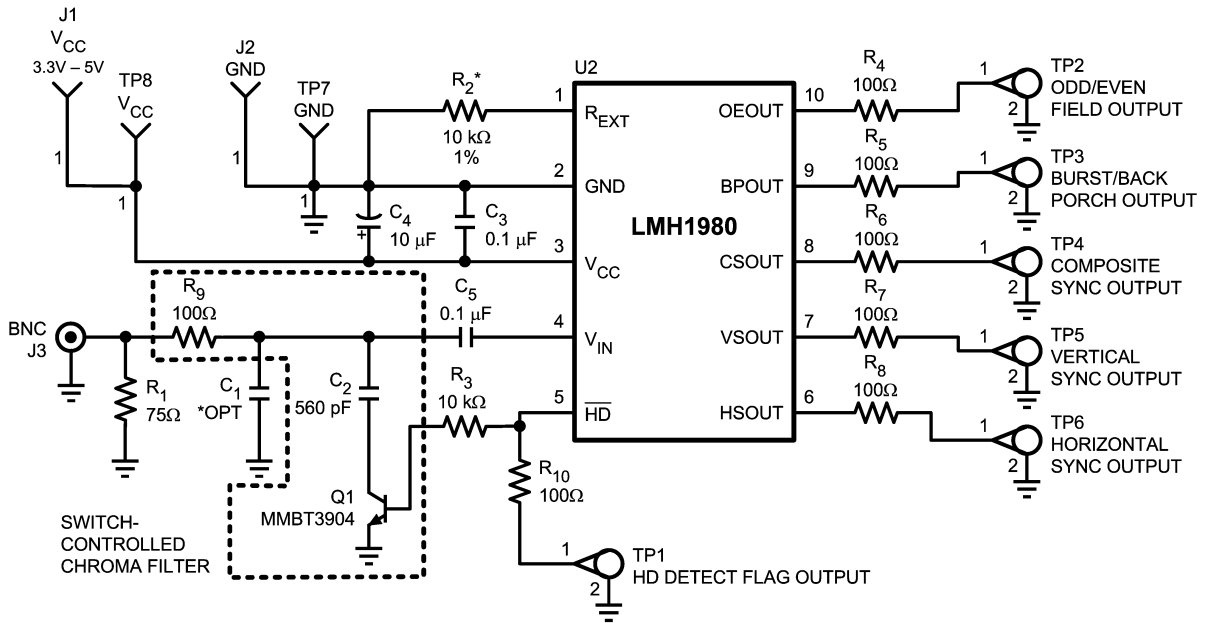 J1
V_CC
3.3V – 5V
TP8
V_CC
1
1
J2
GND
TP7
GND
1
1
R2*
10 kΩ
1%
C4
10 µF
+
C3
0.1 µF
U2
LMH1980
1
R_EXT
2
GND
3
V_CC
4
V_IN
5
HD
OEOUT
10
BPOUT
9
CSOUT
8
VSOUT
7
HSOUT
6
R4
100Ω
R5
100Ω
R6
100Ω
R7
100Ω
R8
100Ω
1
2
TP2
ODD/EVEN
FIELD OUTPUT
1
2
TP3
BURST/BACK
PORCH OUTPUT
1
2
TP4
COMPOSITE
SYNC OUTPUT
1
2
TP5
VERTICAL
SYNC OUTPUT
1
2
TP6
HORIZONTAL
SYNC OUTPUT
BNC
J3
R9
100Ω
R1
75Ω
C1
*OPT
C2
560 pF
C5
0.1 µF
R3
10 kΩ
R10
100Ω
Q1
MMBT3904
SWITCH-
CONTROLLED
CHROMA FILTER
1
2
TP1
HD DETECT FLAG OUTPUT